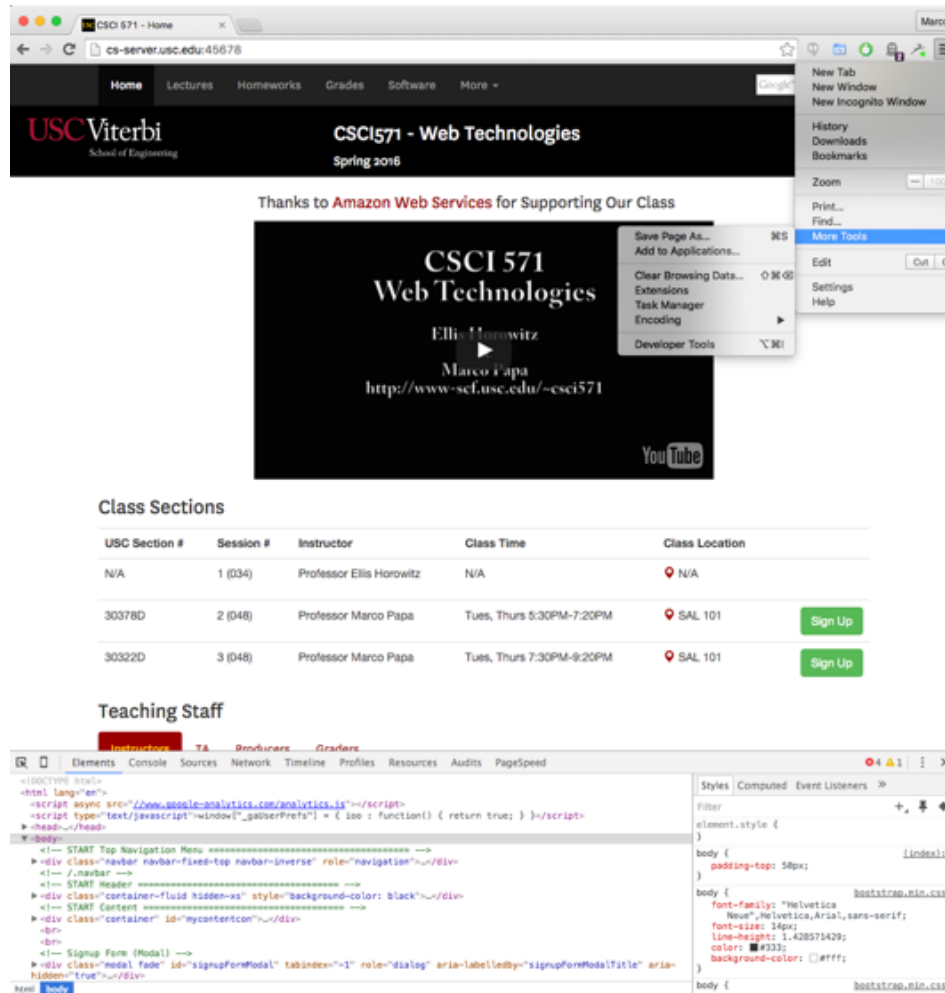 CSCI 571 - Home
Marco
cs-server.usc.edu:45678
Home Lectures Homeworks Grades Software More
Google
New Tab
New Window
New Incognito Window
History
Downloads
Bookmarks
Zoom
Print...
Find...
More Tools
Edit Cut
Settings
Help
Save Page As... ⌘S
Add to Applications...
Clear Browsing Data... ⇧⌘⌫
Extensions
Task Manager
Encoding
Developer Tools ⌥⌘I
USC Viterbi
School of Engineering
CSCI571 - Web Technologies
Spring 2016
Thanks to Amazon Web Services for Supporting Our Class
CSCI 571
Web Technologies
Ellis Horowitz
Marco Papa
http://www-scf.usc.edu/~csci571
YouTube
Class Sections
USC Section # Session # Instructor Class Time Class Location
N/A 1 (034) Professor Ellis Horowitz N/A N/A
30378D 2 (048) Professor Marco Papa Tues, Thurs 5:30PM-7:20PM SAL 101 Sign Up
30322D 3 (048) Professor Marco Papa Tues, Thurs 7:30PM-9:20PM SAL 101 Sign Up
Teaching Staff
Instructors TA Producers Graders
Elements Console Sources Network Timeline Profiles Resources Audits PageSpeed 4 1
<!DOCTYPE html>
<html lang="en">
<script async src="//www.google-analytics.com/analytics.js"></script>
<script type="text/javascript">window["_gaUserPrefs"] = { ioo : function() { return true; } }</script>
<head>…</head>
<body>
<!-- START Top Navigation Menu ===================================== -->
<div class="navbar navbar-fixed-top navbar-inverse" role="navigation">…</div>
<!-- /.navbar -->
<!-- START Header ========================================= -->
<div class="container-fluid hidden-xs" style="background-color: black">…</div>
<!-- START Content ========================================= -->
<div class="container" id="mycontentcon">…</div>
<br>
<br>
<!-- Signup Form (Modal) -->
<div class="modal fade" id="signupFormModal" tabindex="-1" role="dialog" aria-labelledby="signupFormModalTitle" aria-
hidden="true">…</div>
html body
Styles Computed Event Listeners »
Filter
element.style {
}
body { (index):
padding-top: 50px;
}
body { bootstrap.min.css
font-family: "Helvetica
Neue",Helvetica,Arial,sans-serif;
font-size: 14px;
line-height: 1.428571429;
color: #333;
background-color: #fff;
}
body { bootstrap.min.css